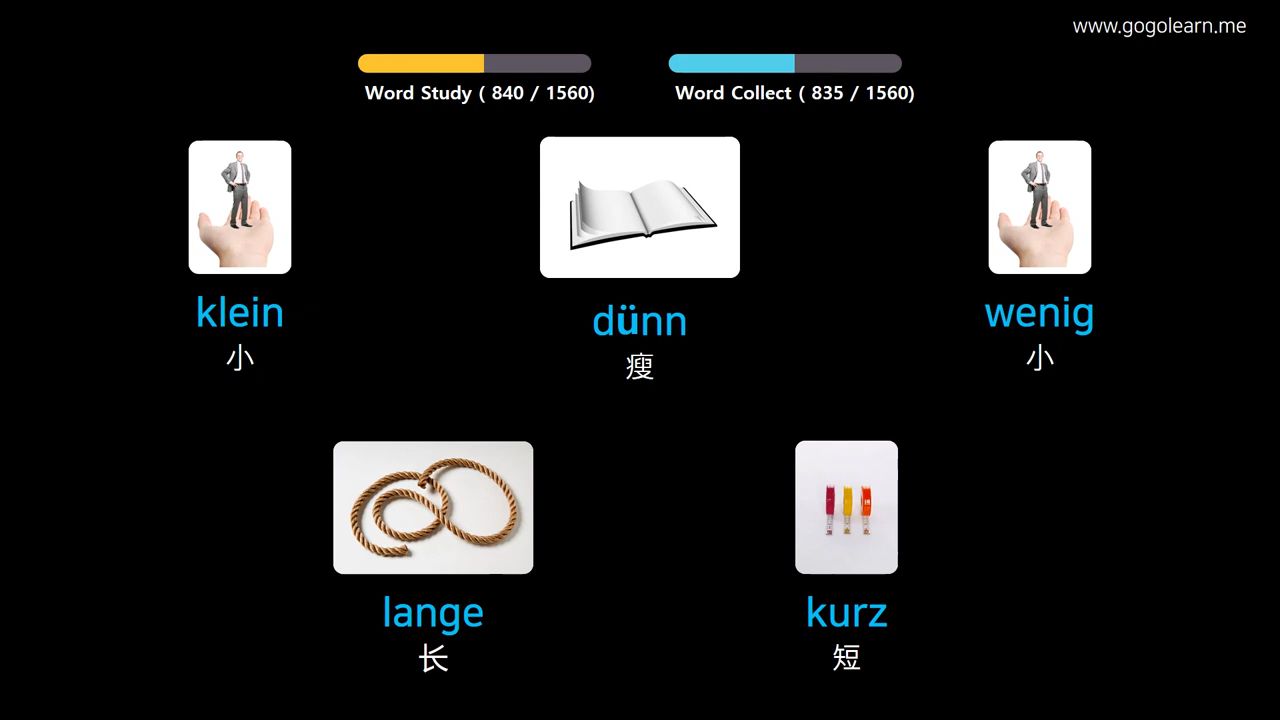 www.gogolearn.me
Word Study ( 840 / 1560)
Word Collect ( 835 / 1560)
klein
小
dünn
瘦
wenig
小
lange
长
kurz
短